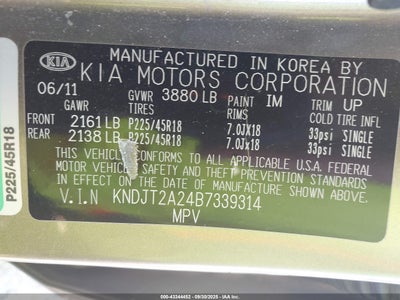 KIA
MANUFACTURED IN KOREA BY
KIA MOTORS CORPORATION
06/11 GVWR 3880 LB PAINT IM TRIM UP
GAWR TIRES RIMS COLD TIRE INFL
FRONT 2161 LB P225/45R18 7.0JX18 33psi SINGLE
REAR 2138 LB P225/45R18 7.0JX18 33psi SINGLE
THIS VEHICLE CONFORMS TO ALL APPLICABLE FEDERAL
MOTOR VEHICLE SAFETY AND THEFT PREVENTION STANDARDS
IN EFFECT ON THE DATE OF MANUFACTURE SHOWN ABOVE
V.I.N KNDJT2A24B7339314
MPV
P225/45R18
IAA